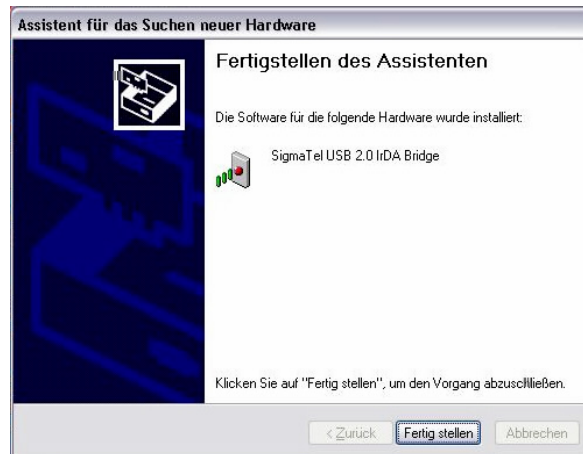 Assistent für das Suchen neuer Hardware
Fertigstellen des Assistenten
Die Software für die folgende Hardware wurde installiert:
SigmaTel USB 2.0 IrDA Bridge
Klicken Sie auf "Fertig stellen", um den Vorgang abzuschließen.
< Zurück Fertig stellen Abbrechen